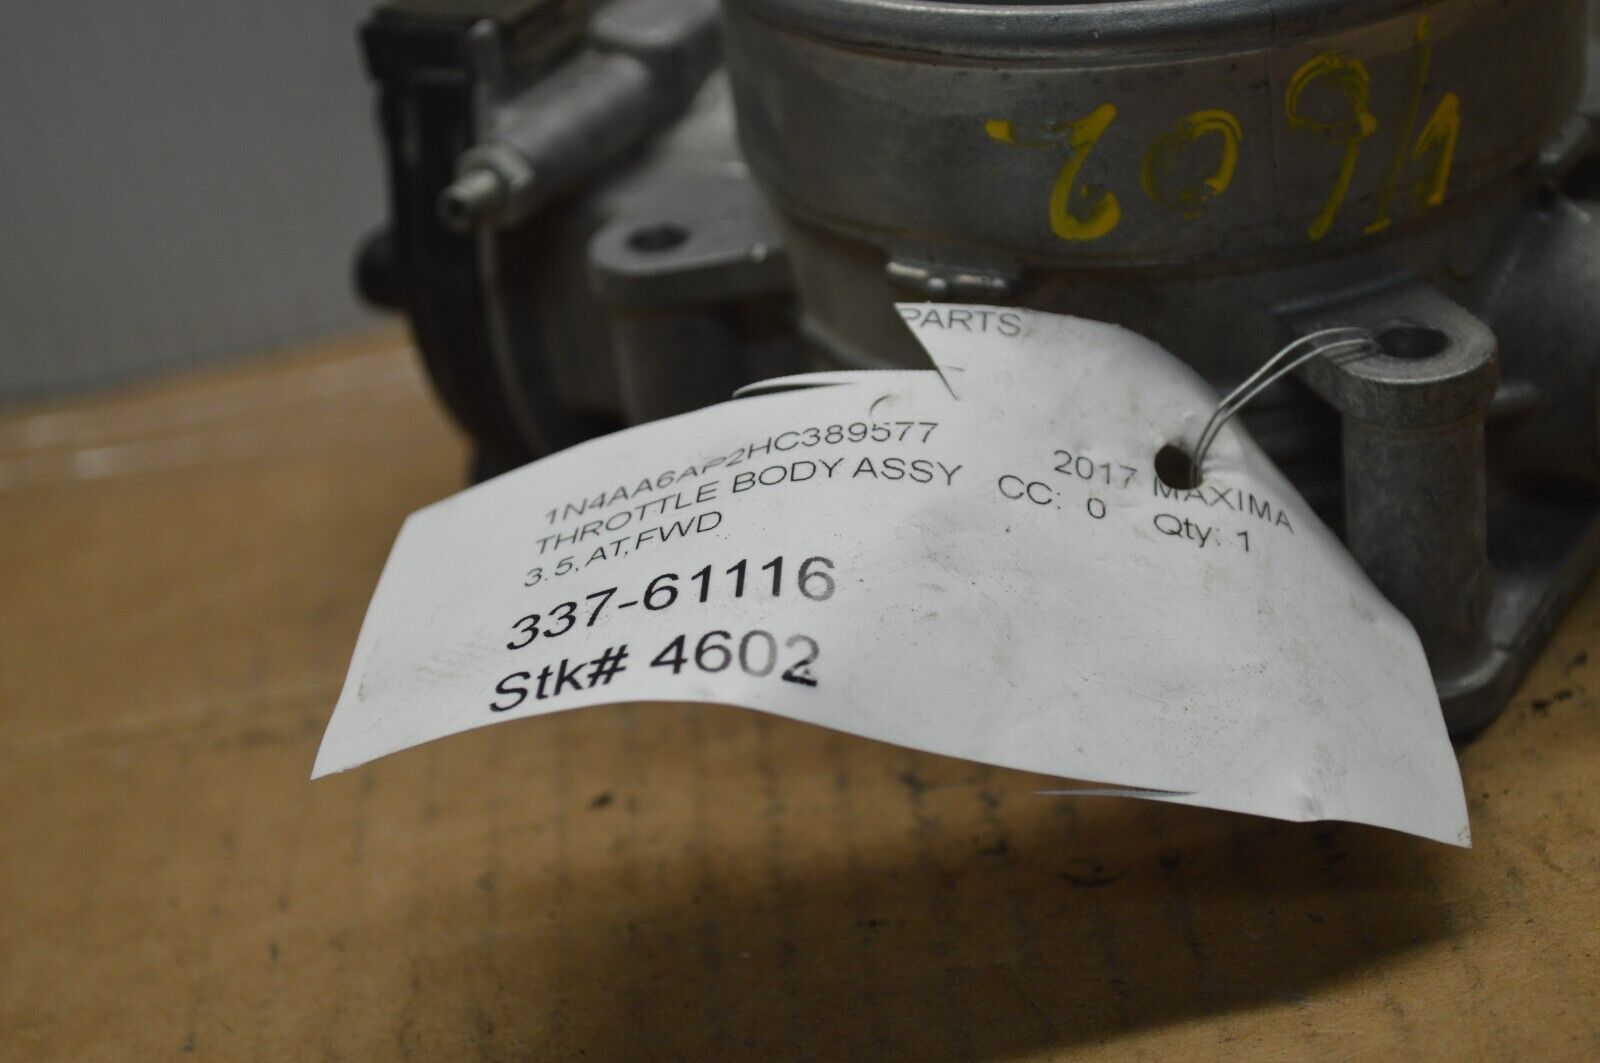 4602
PARTS
1N4AA6AP2HC389577 2017 MAXIMA
THROTTLE BODY ASSY CC: 0 Qty: 1
3.5,AT,FWD
337-61116
Stk# 4602